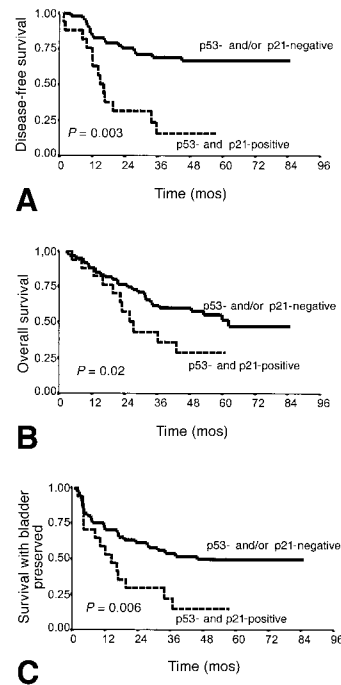 1.00
0.75
0.50
0.25
0.00
Disease-free survival
p53- and/or p21-negative
P = 0.003
p53- and p21-positive
0 12 24 36 48 60 72 84 96
Time (mos)
A
1,00
0.75
0.50
0.25
Overall survival
p53- and/or p21-negative
p53- and p21-positive
P = 0.02
0 12 24 36 48 60 72 84 96
Time (mos)
B
1.00
0.75
0.50
0.25
0.00
Survival with bladder
preserved
p53- and/or p21-negative
P = 0.006
p53- and p21-positive
0 12 24 36 48 60 72 84 96
Time (mos)
C